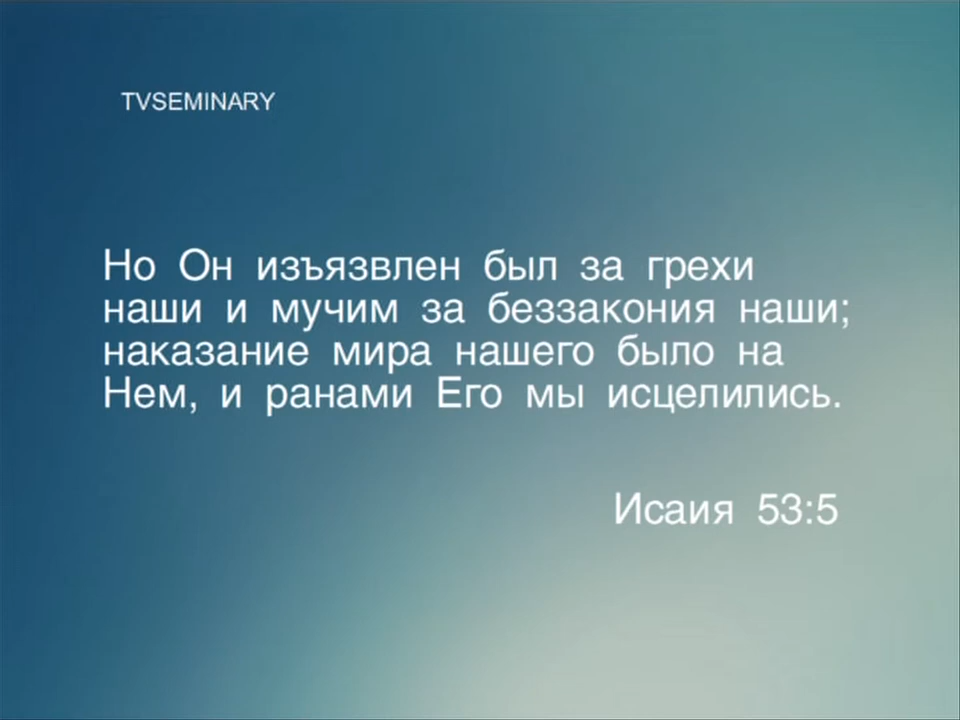 TVSEMINARY
Но Он изъязвлен был за грехи
наши и мучим за беззакония наши;
наказание мира нашего было на
Нем, и ранами Его мы исцелились.
Исаия 53:5